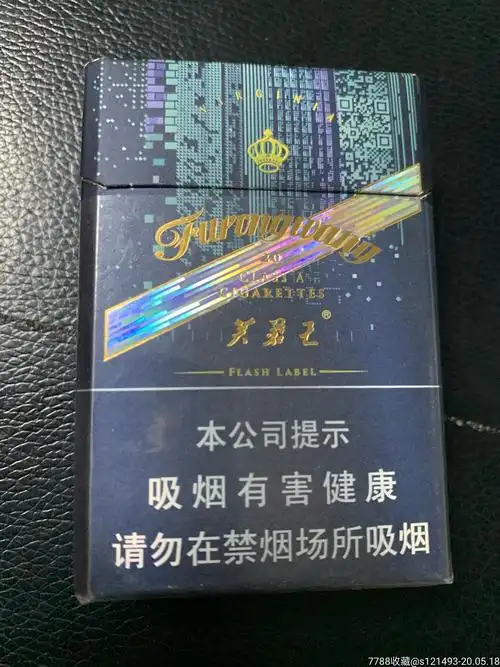 VIRGINIA
Furongwang
20
CLASS A
CIGARETTES
芙蓉王®
FLASH LABEL
本公司提示
吸烟有害健康
请勿在禁烟场所吸烟
7788收藏@s121493-20.05.18